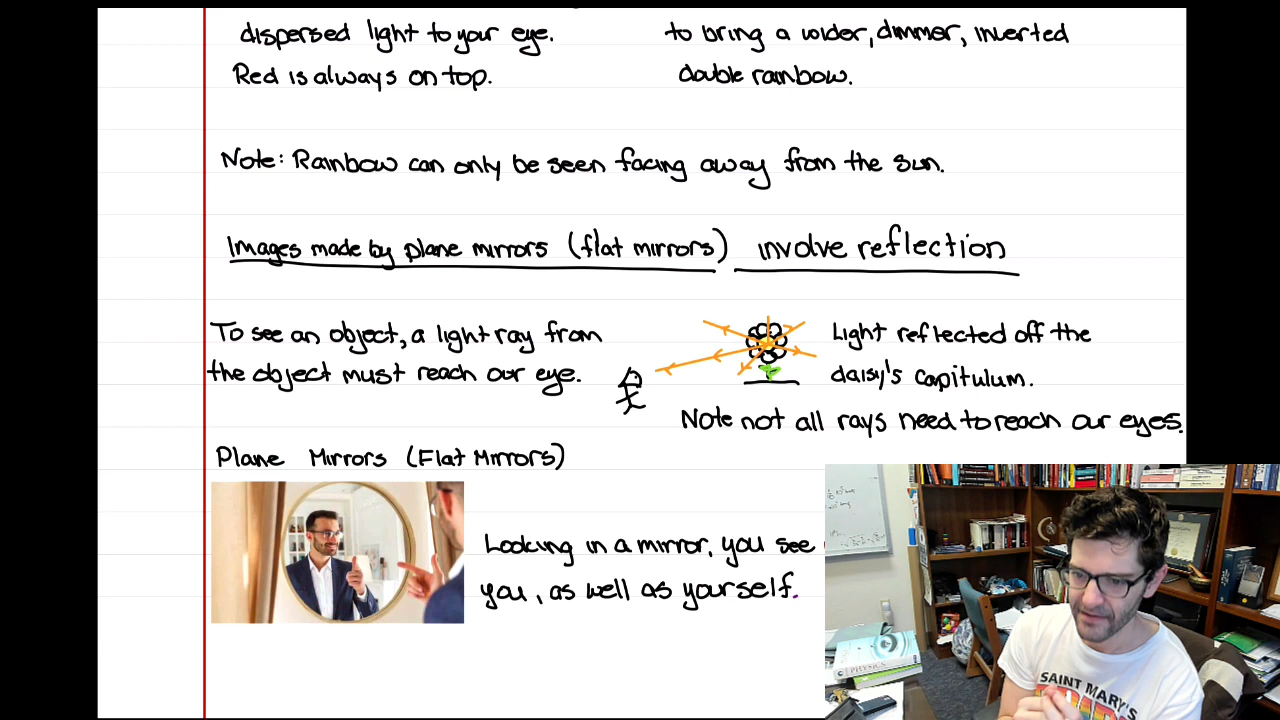 dispersed light to your eye.
Red is always on top.
to bring a wider, dimmer, inverted
double rainbow.
Note: Rainbow can only be seen facing away from the sun.
Images made by plane mirrors (flat mirrors) involve reflection
To see an object, a light ray from
the object must reach our eye.
Light reflected off the
daisy's capitulum.
Note not all rays need to reach our eyes.
Plane Mirrors (Flat Mirrors)
Looking in a mirror, you see
you, as well as yourself.
PHYSICS
SAINT MARY'S